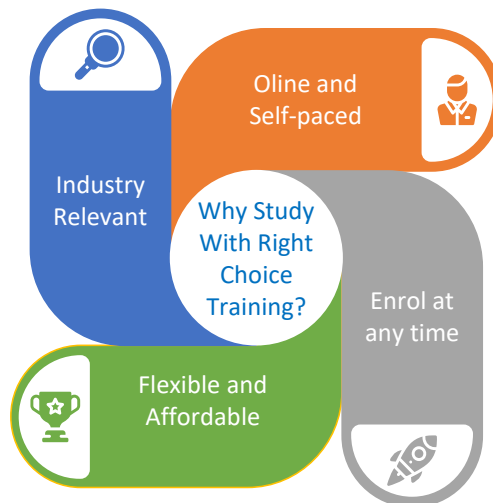 Oline and
Self-paced
Industry
Relevant
Why Study
With Right
Choice
Training?
Enrol at
any time
Flexible and
Affordable